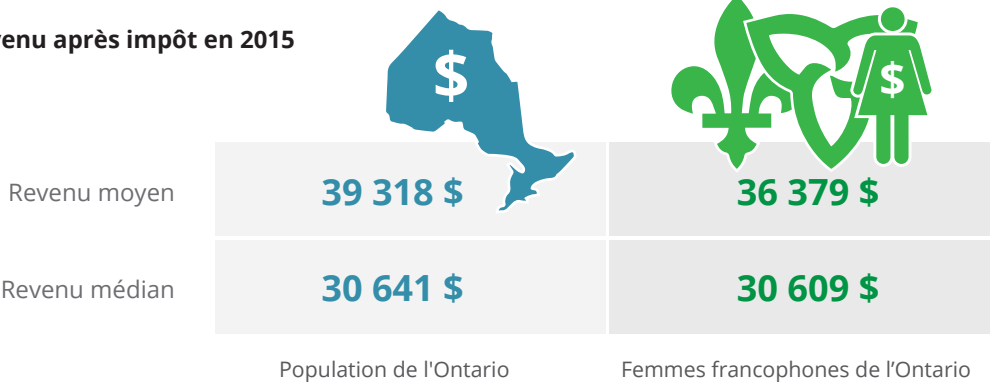 venu après impôt en 2015
$
$
Revenu moyen 39 318 $ 36 379 $
Revenu médian 30 641 $ 30 609 $
Population de l'Ontario Femmes francophones de l’Ontario